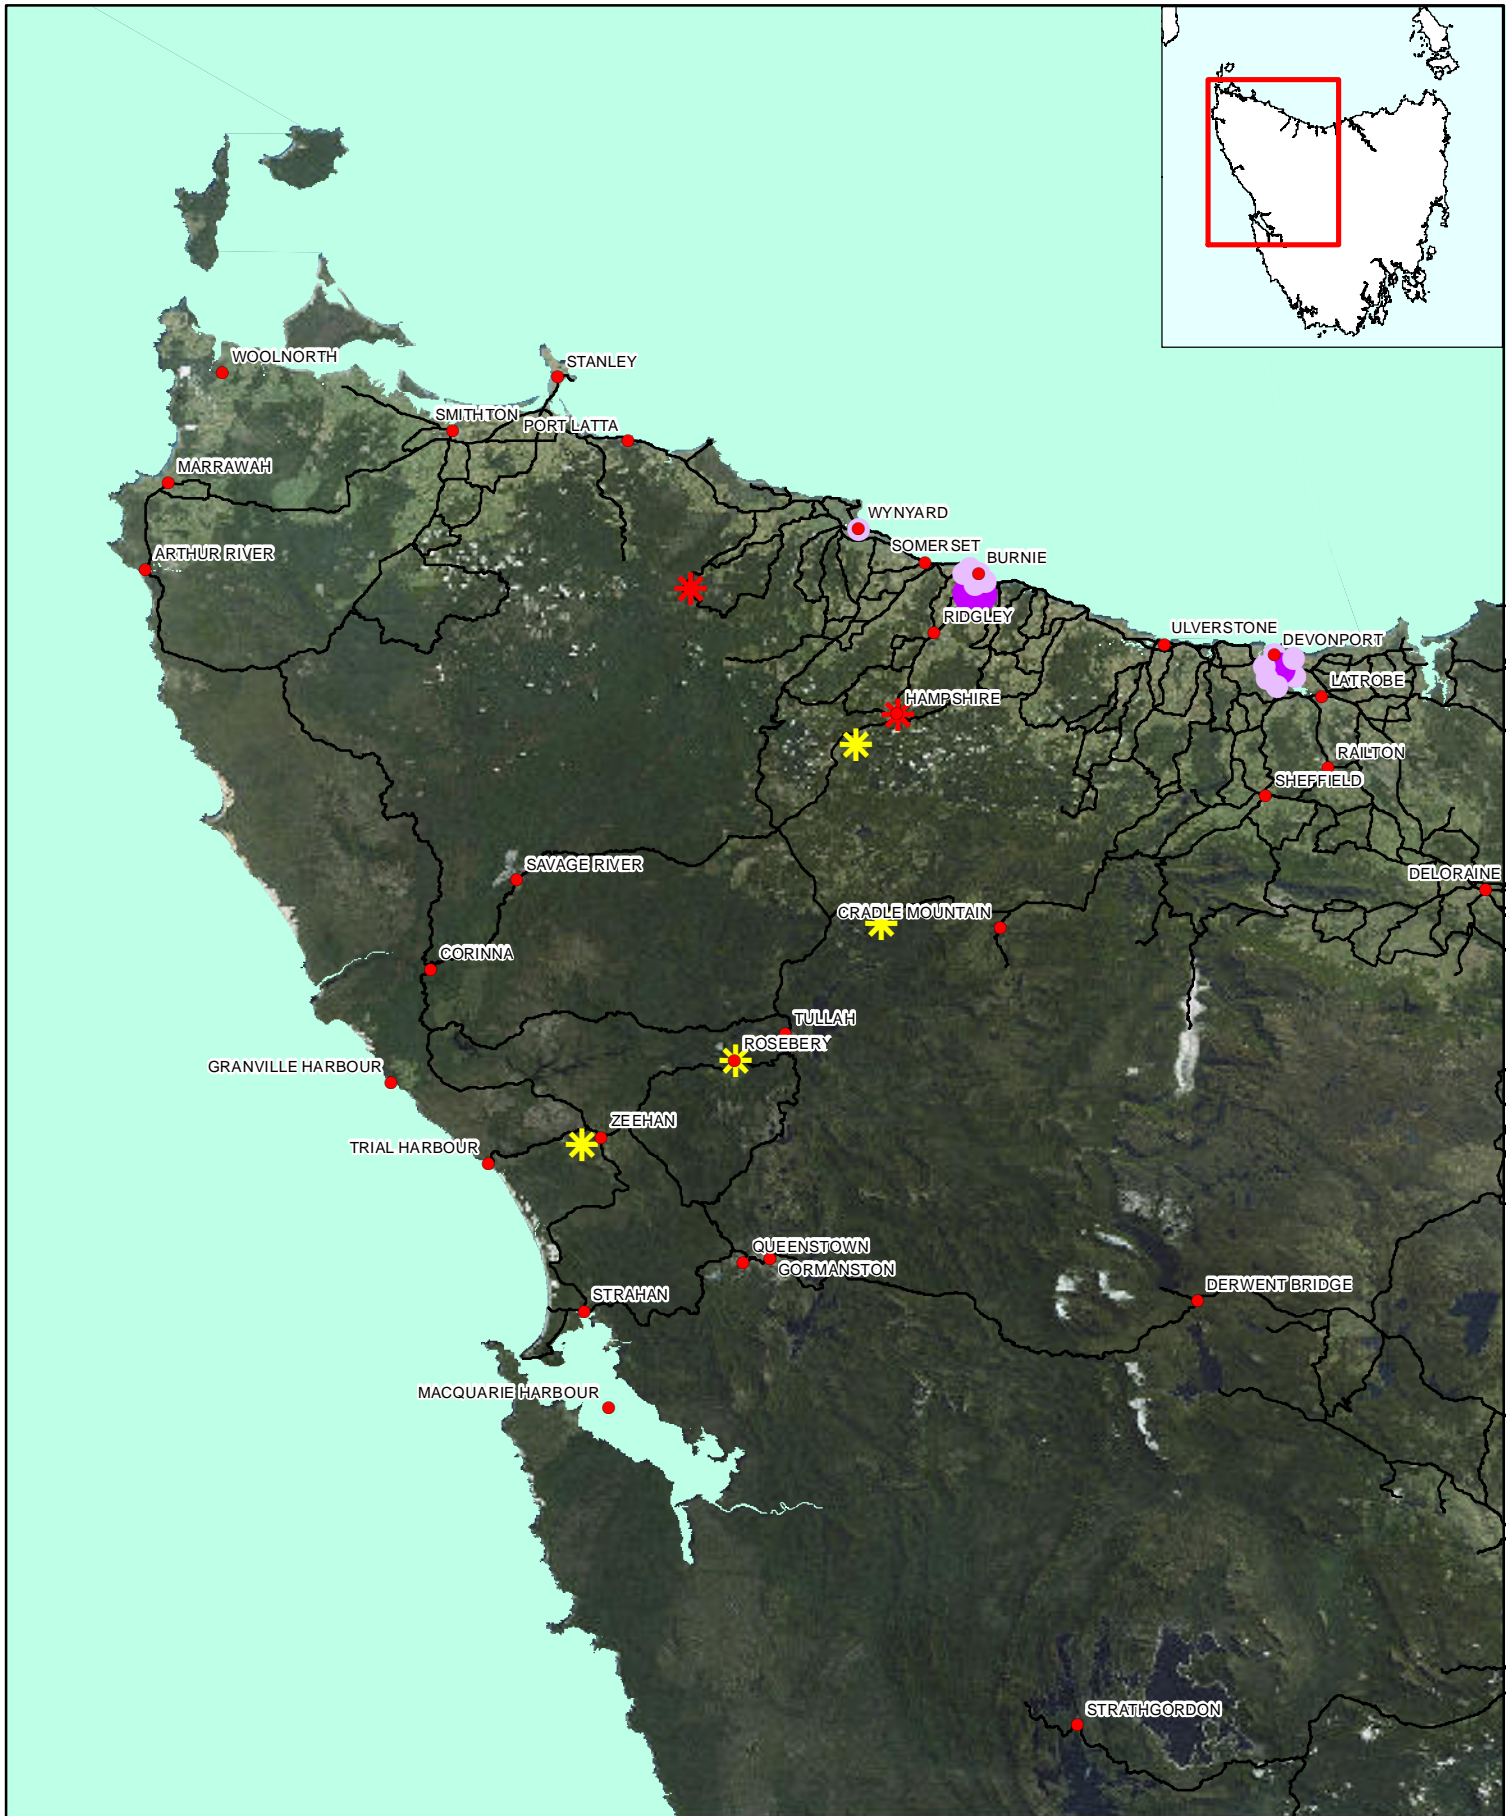 WOOLNORTH
STANLEY
SMITHTON
PORT LATTA
MARRAWAH
WYNYARD
ARTHUR RIVER
SOMERSET
BURNIE
RIDGLEY
ULVERSTONE
DEVONPORT
LATROBE
HAMPSHIRE
RAILTON
SHEFFIELD
SAVAGE RIVER
DELORAINE
CRADLE MOUNTAIN
CORINNA
TULLAH
ROSEBERY
GRANVILLE HARBOUR
ZEEHAN
TRIAL HARBOUR
QUEENSTOWN
GORMANSTON
DERWENT BRIDGE
STRAHAN
MACQUARIE HARBOUR
STRATHGORDON